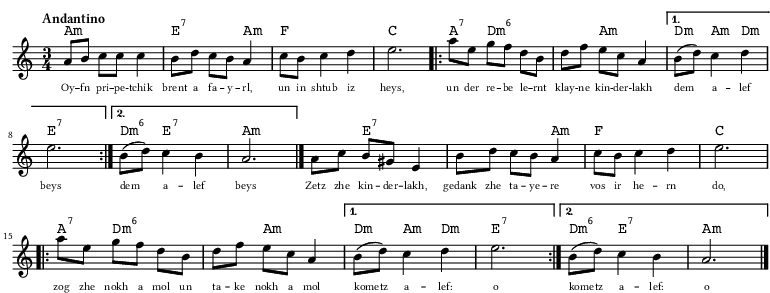 Andantino
Am E7 Am F C A7 Dm6 Am 1. Dm Am Dm
3 4
Oy–fn pri–pe–tchik brent a fa–y–rl, un in shtub iz heys, un der re–be le–rnt klay–ne kin–der–lakh dem a – lef
8 E7 2. Dm6 E7 Am E7 Am F C
beys dem a – lef beys Zetz zhe kin–der–lakh, gedank zhe ta–ye–re vos ir he–rn do,
15 A7 Dm6 Am 1. Dm Am Dm E7 2 Dm6 E7 Am
zog zhe nokh a mol un ta–ke nokh a mol kometz a – lef: o kometz a – lef: o